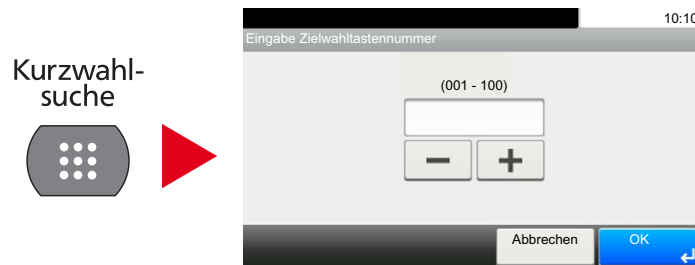 Kurzwahl-
suche
10:10
Eingabe Zielwahltastennummer
(001 - 100)
Abbrechen
OK